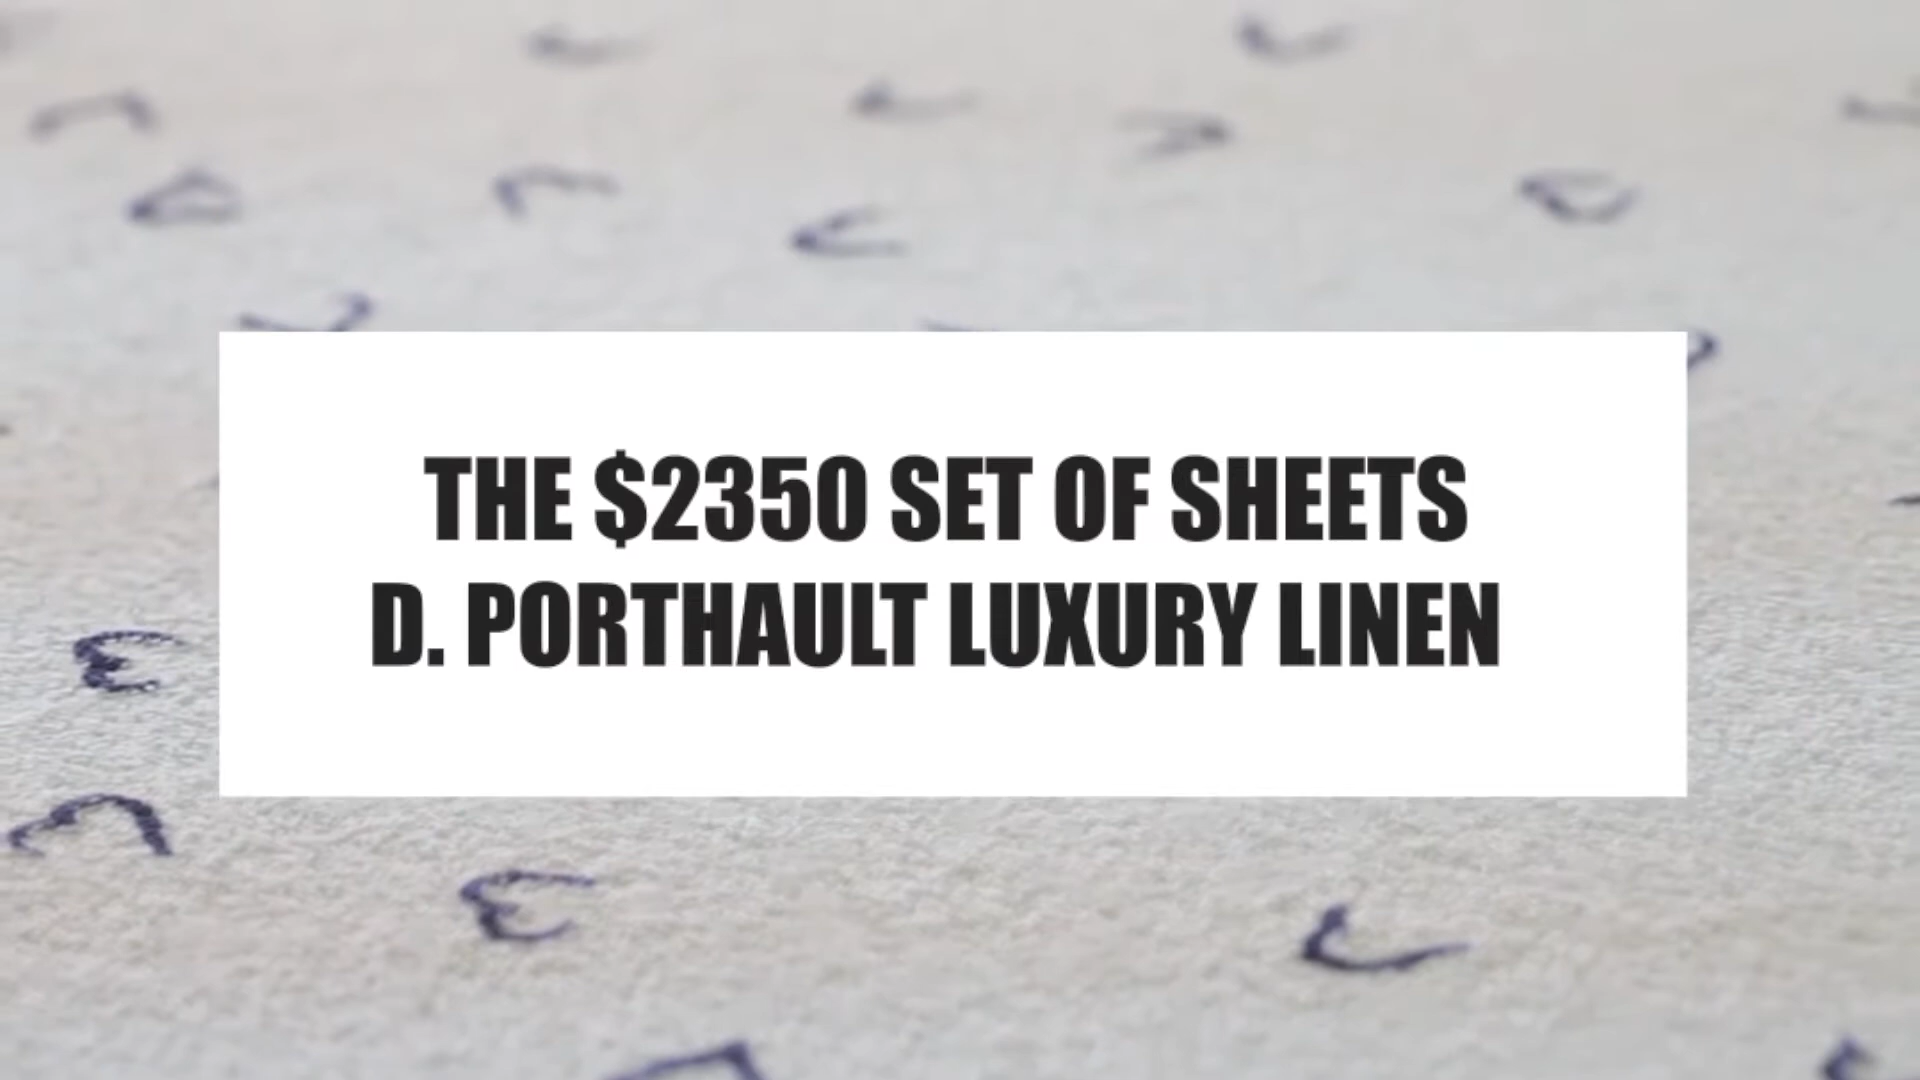 THE $2350 SET OF SHEETS
D. PORTHAULT LUXURY LINEN